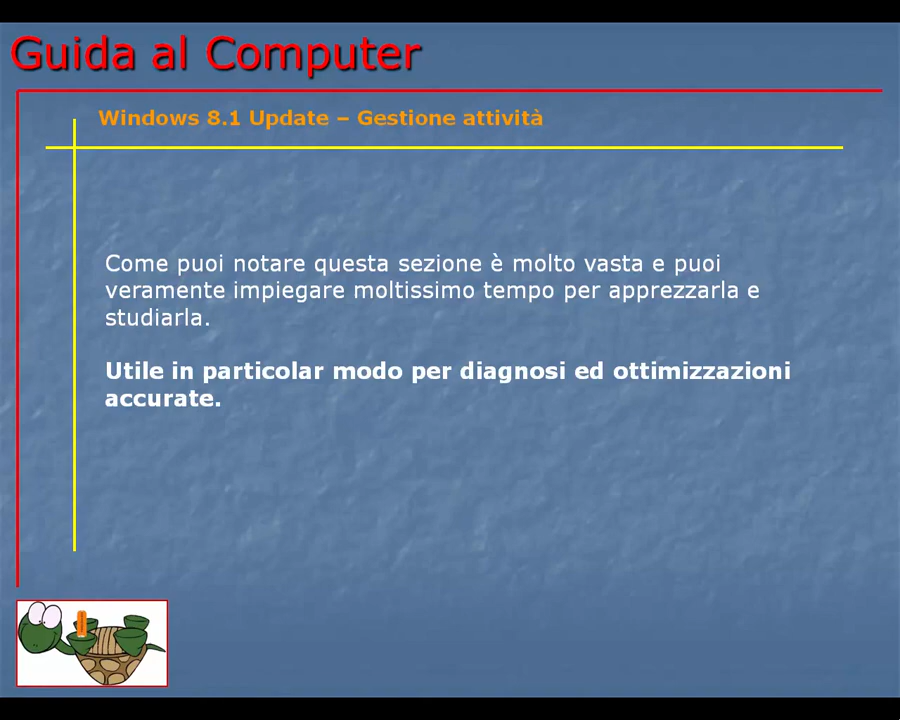 Guida al Computer
Windows 8.1 Update – Gestione attività
Come puoi notare questa sezione è molto vasta e puoi
veramente impiegare moltissimo tempo per apprezzarla e
studiarla.
Utile in particolar modo per diagnosi ed ottimizzazioni
accurate.